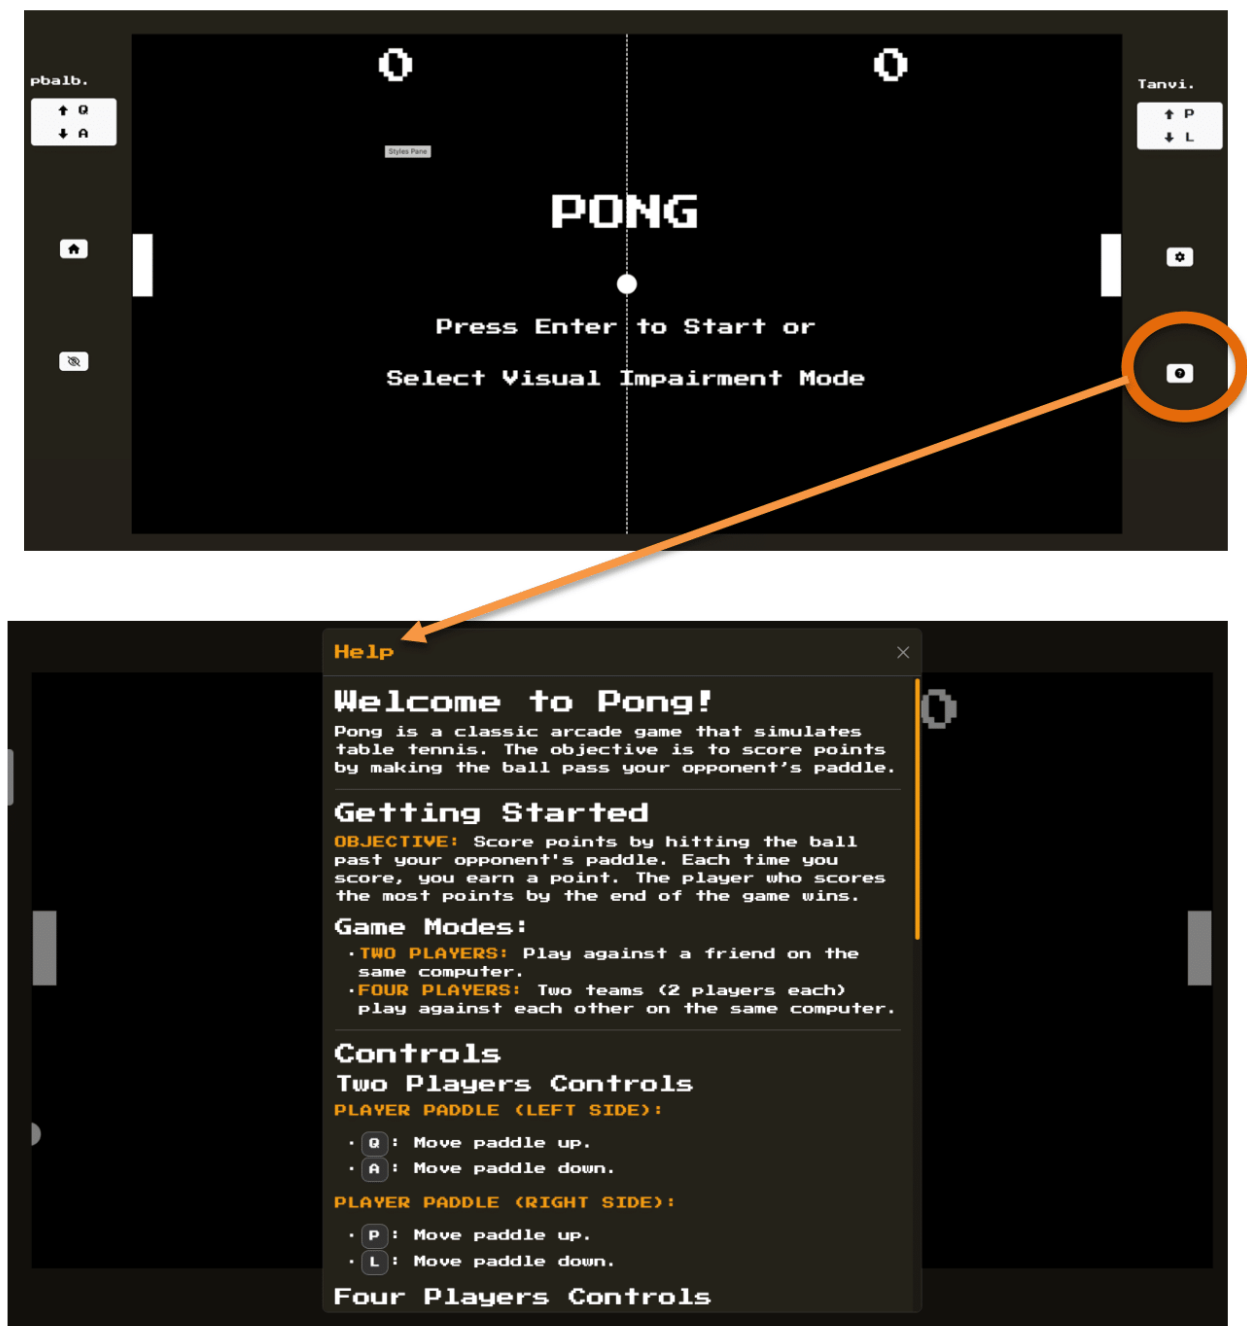 0
0
pbalb.
↑ Q
↓ A
Tanvi.
↑ P
↓ L
Styles Pane
PONG
Press Enter to Start or
Select Visual Impairment Mode
Help
Welcome to Pong!
Pong is a classic arcade game that simulates
table tennis. The objective is to score points
by making the ball pass your opponent’s paddle.
0
Getting Started
OBJECTIVE: Score points by hitting the ball
past your opponent's paddle. Each time you
score, you earn a point. The player who scores
the most points by the end of the game wins.
Game Modes:
·TWO PLAYERS: Play against a friend on the
same computer.
·FOUR PLAYERS: Two teams (2 players each)
play against each other on the same computer.
Controls
Two Players Controls
PLAYER PADDLE (LEFT SIDE):
· Q: Move paddle up.
· A: Move paddle down.
PLAYER PADDLE (RIGHT SIDE):
· P: Move paddle up.
· L: Move paddle down.
Four Players Controls